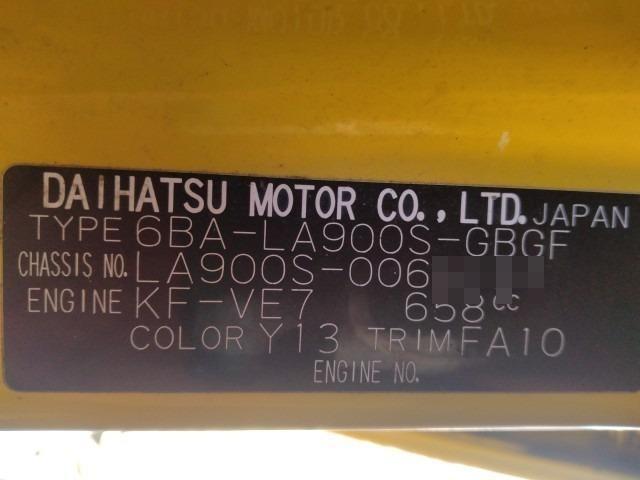 DAIHATSU MOTOR CO., LTD. JAPAN
TYPE 6BA-LA900S-GBGF
CHASSIS NO. LA900S-006
ENGINE KF-VE7 658cc
COLOR Y13 TRIM FA10
ENGINE NO.